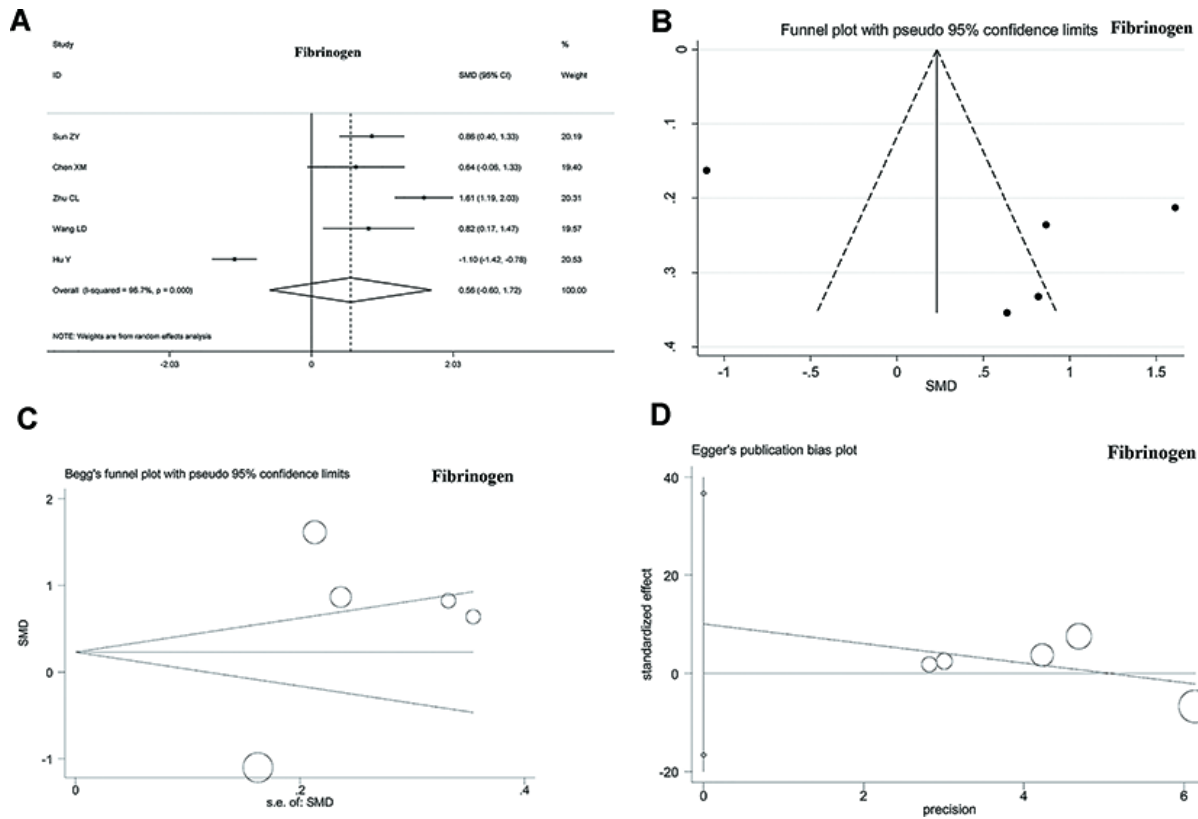 A
Study
%
Fibrinogen
ID
SMD (95% CI)
Weight
Sun ZY
0.86 (0.40, 1.33)
20.19
Chen XM
0.64 (-0.06, 1.33)
19.40
Zhu CL
1.61 (1.19, 2.03)
20.31
Wang LD
0.82 (0.17, 1.47)
19.57
Hu Y
-1.10 (-1.42, -0.78)
20.53
Overall (I-squared = 96.7%, p = 0.000)
0.56 (-0.60, 1.72)
100.00
NOTE: Weights are from random effects analysis
-2.03
0
2.03
B
Funnel plot with pseudo 95% confidence limits
Fibrinogen
0
.1
.2
.3
.4
-1
-.5
0
.5
1
1.5
SMD
C
Begg's funnel plot with pseudo 95% confidence limits
Fibrinogen
SMD
2
1
0
-1
0
.2
.4
s.e. of: SMD
D
Egger's publication bias plot
Fibrinogen
standardized effect
40
20
0
-20
0
2
4
6
precision